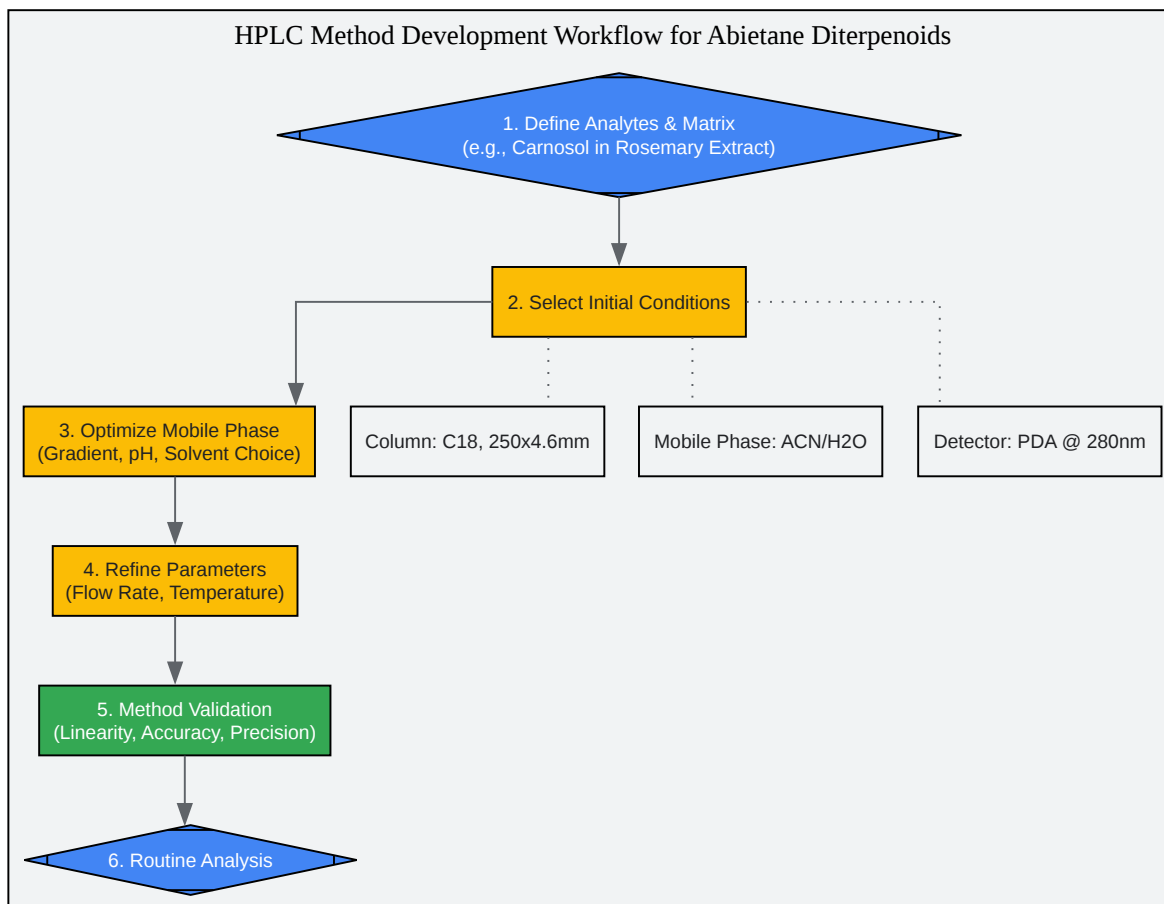 HPLC Method Development Workflow for Abietane Diterpenoids
1. Define Analytes & Matrix
(e.g., Carnosol in Rosemary Extract)
2. Select Initial Conditions
3. Optimize Mobile Phase
(Gradient, pH, Solvent Choice)
Column: C18, 250x4.6mm
Mobile Phase: ACN/H2O
Detector: PDA @ 280nm
4. Refine Parameters
(Flow Rate, Temperature)
5. Method Validation
(Linearity, Accuracy, Precision)
6. Routine Analysis